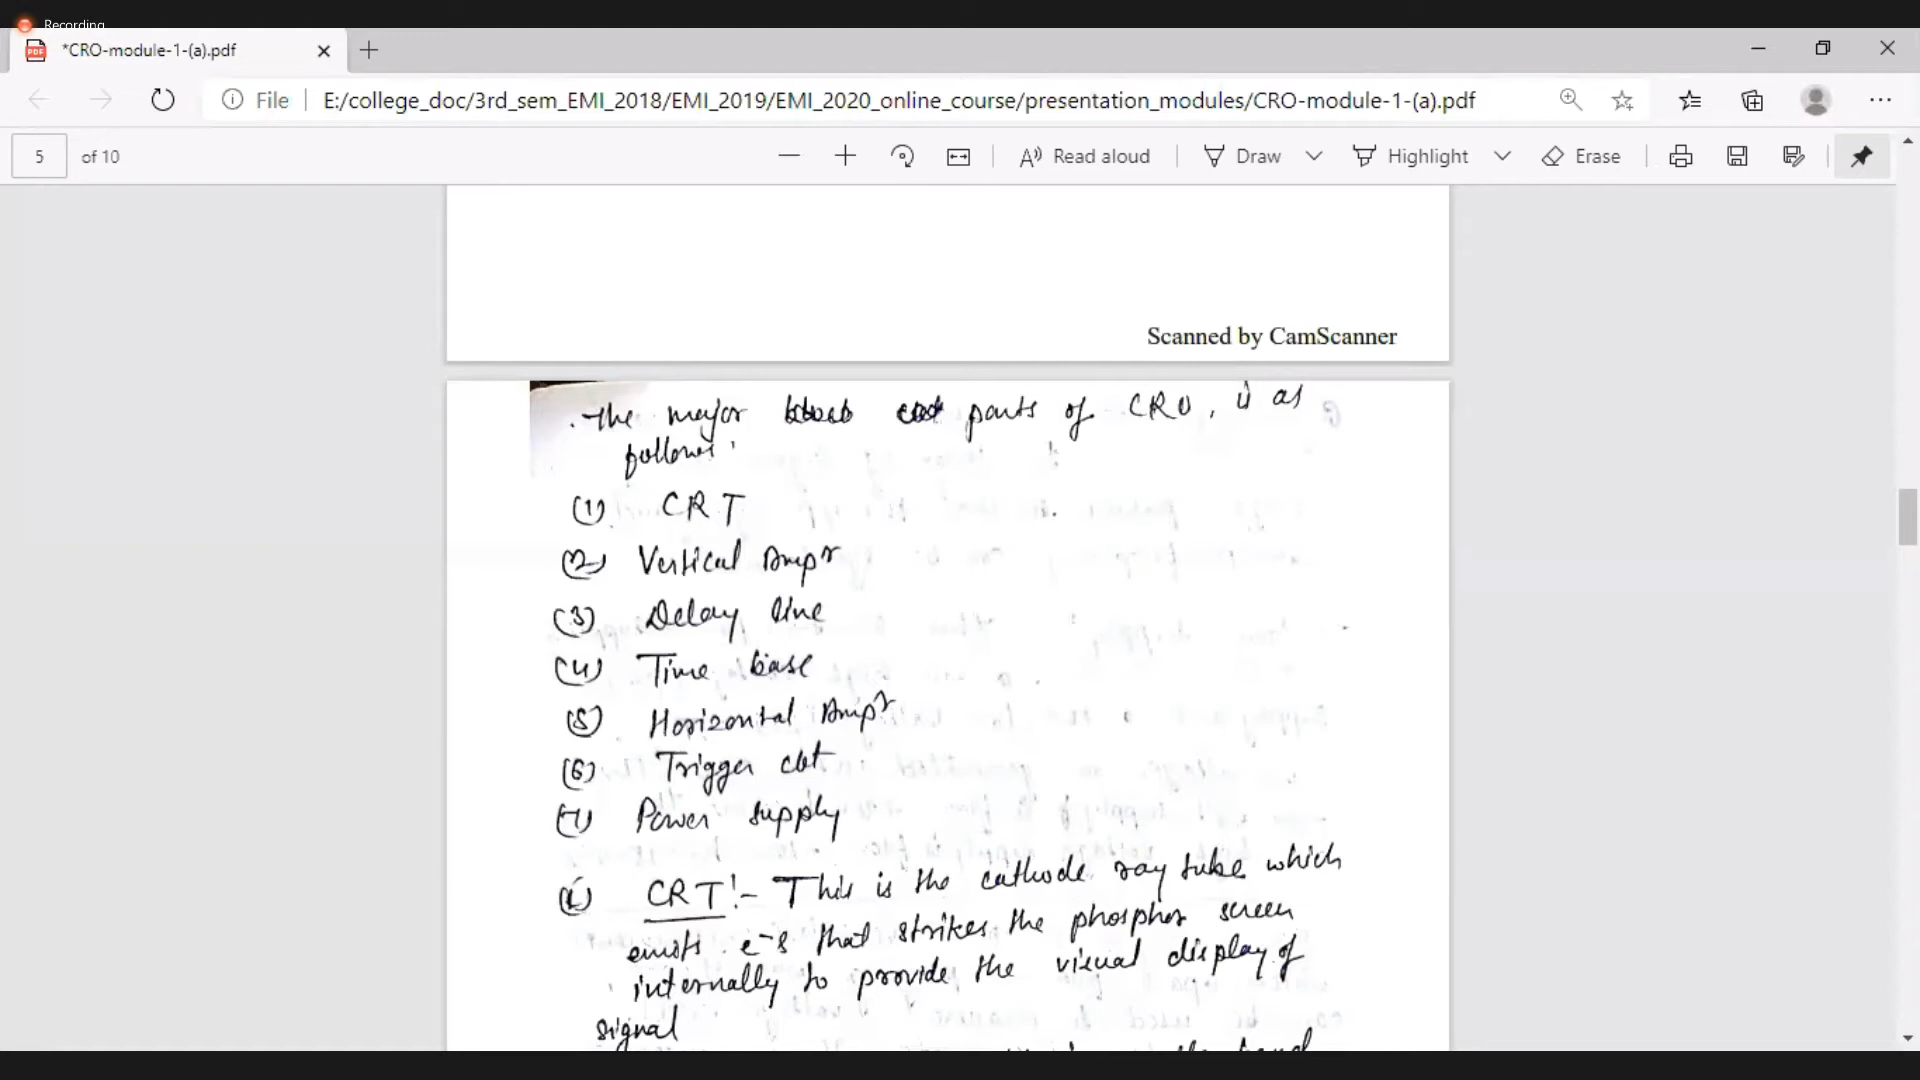 Recording
*CRO-module-1-(a).pdf
File E:/college_doc/3rd_sem_EMI_2018/EMI_2019/EMI_2020_online_course/presentation_modules/CRO-module-1-(a).pdf
5 of 10 Read aloud Draw Highlight Erase
Scanned by CamScanner
The major parts of CRO, is as
follows
(1) CRT
(2) Vertical Ampr
(3) Delay line
(4) Time base
(5) Horizontal Ampr
(6) Trigger ckt
(7) Power supply
(i) CRT:- This is the cathode ray tube which
emits e-s that strikes the phosphor screen
internally to provide the visual display of
signal